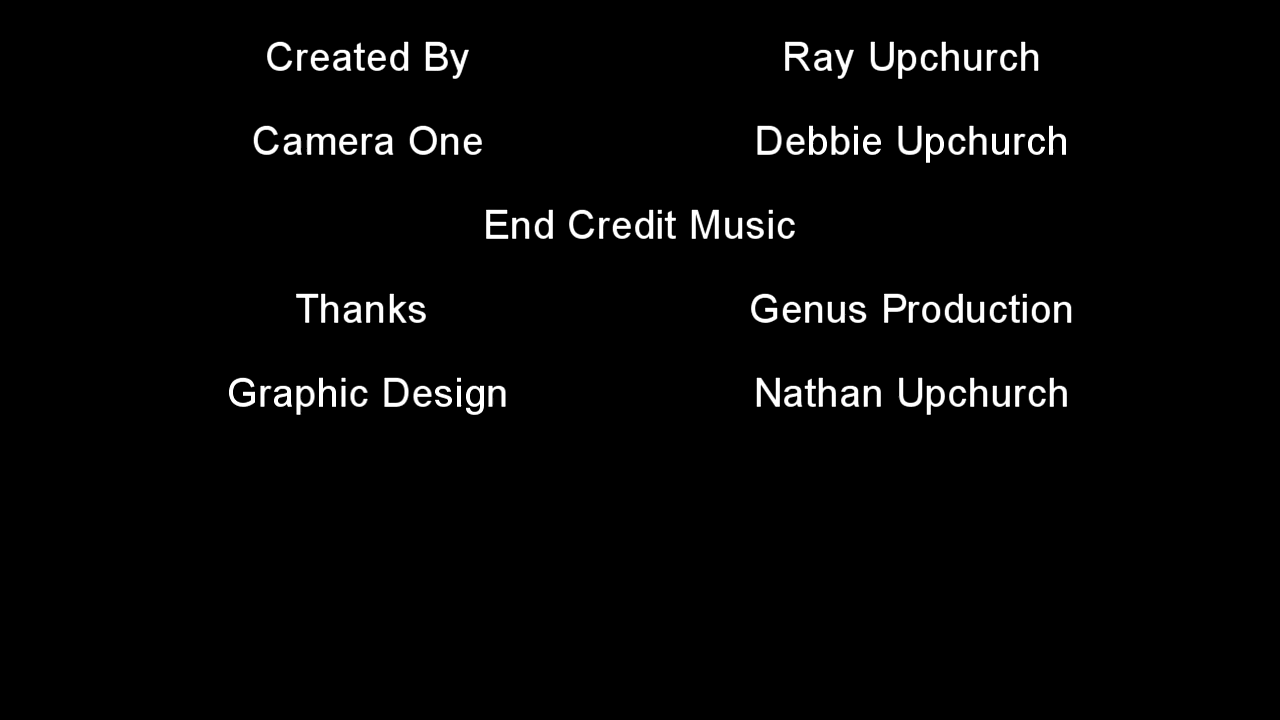 Created By Ray Upchurch
Camera One Debbie Upchurch
End Credit Music
Thanks Genus Production
Graphic Design Nathan Upchurch